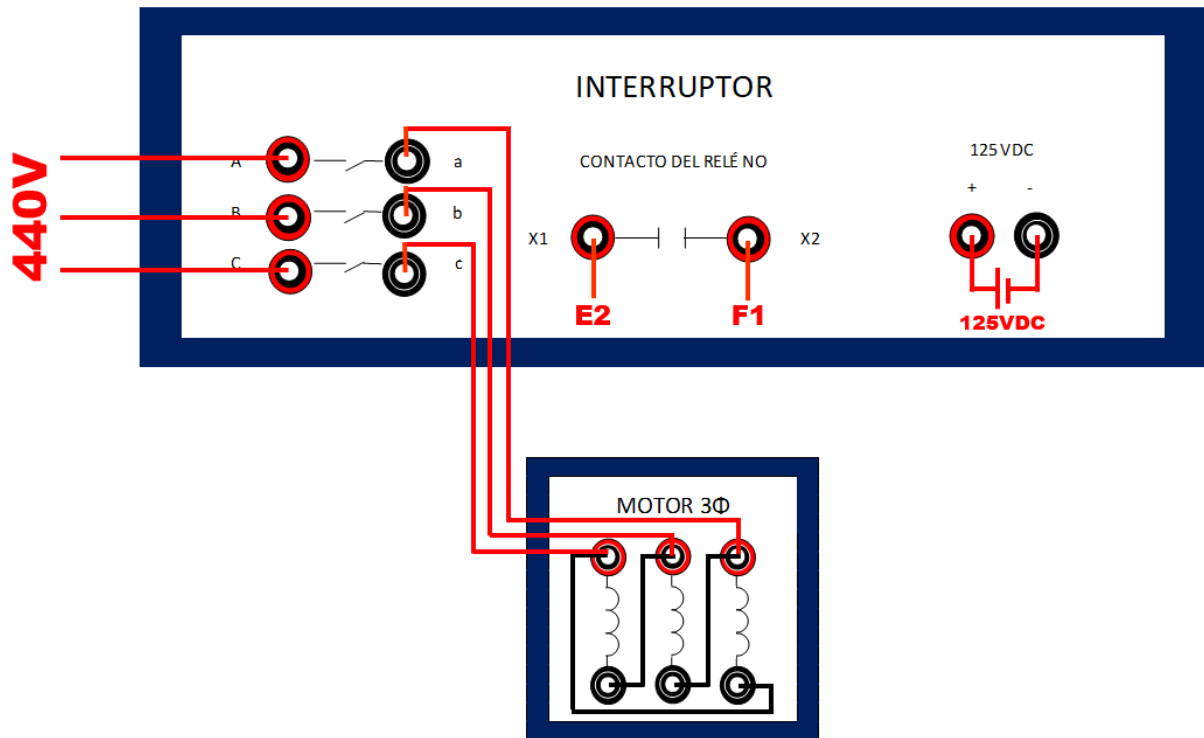 INTERRUPTOR
440V
A
a
B
b
C
c
CONTACTO DEL RELÉ NO
X1
X2
E2
F1
125VDC
+ -
125VDC
MOTOR 3Φ